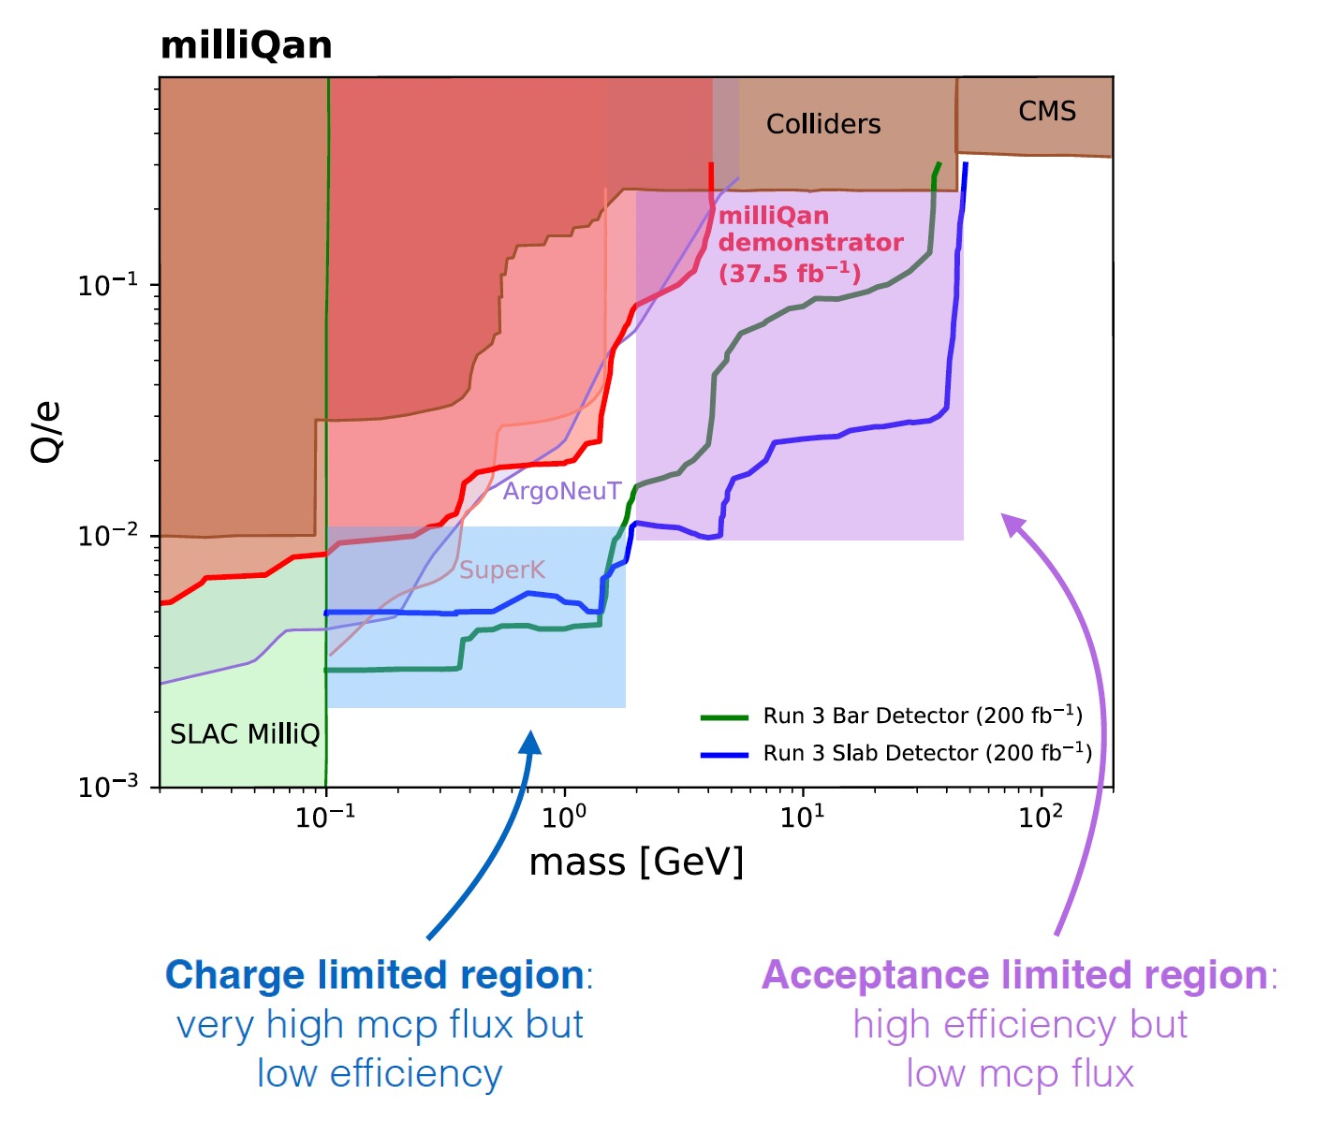 milliQan
Colliders
CMS
milliQan
demonstrator
(37.5 fb⁻¹)
10⁻¹
Q/e
ArgoNeuT
10⁻²
SuperK
SLAC MilliQ
Run 3 Bar Detector (200 fb⁻¹)
Run 3 Slab Detector (200 fb⁻¹)
10⁻³
10⁻¹ 10⁰ 10¹ 10²
mass [GeV]
Charge limited region:
very high mcp flux but
low efficiency
Acceptance limited region:
high efficiency but
low mcp flux